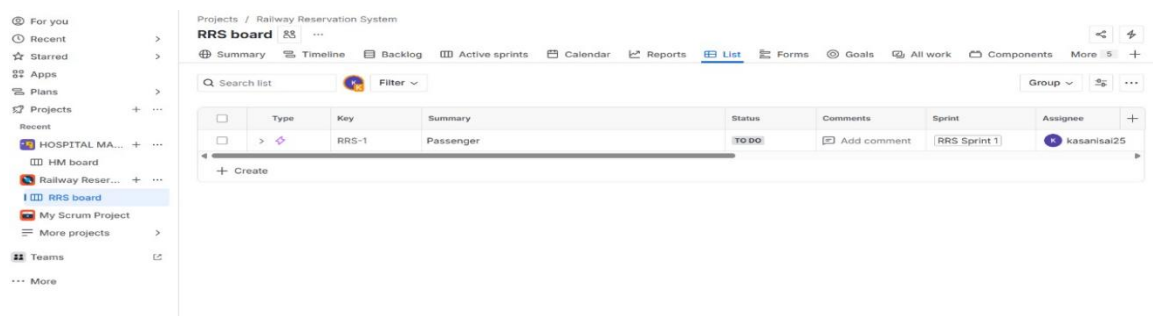 For you
Recent
Starred
Apps
Plans
Projects
Recent
HOSPITAL MA...
HM board
Railway Reser...
RRS board
My Scrum Project
More projects
Teams
More
Projects / Railway Reservation System
RRS board
Summary Timeline Backlog Active sprints Calendar Reports List Forms Goals All work Components More 5
Search list K K Filter Group
Type Key Summary Status Comments Sprint Assignee
RRS-1 Passenger TO DO Add comment RRS Sprint 1 K kasanisai25
+ Create